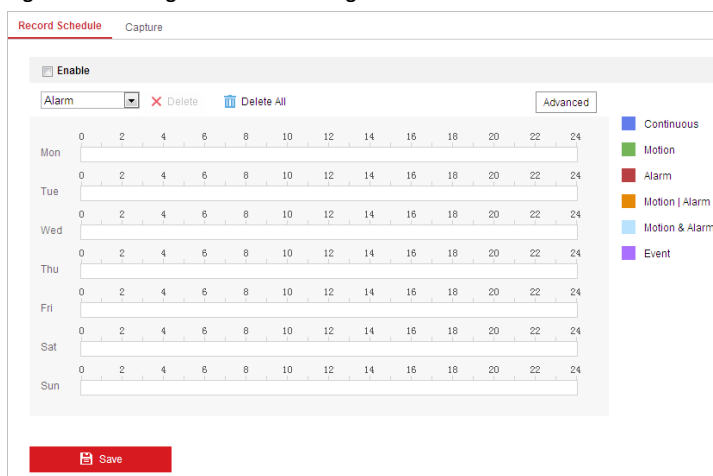 Record Schedule Capture
Enable
Alarm Delete Delete All Advanced
0 2 4 6 8 10 12 14 16 18 20 22 24
Mon
0 2 4 6 8 10 12 14 16 18 20 22 24
Tue
0 2 4 6 8 10 12 14 16 18 20 22 24
Wed
0 2 4 6 8 10 12 14 16 18 20 22 24
Thu
0 2 4 6 8 10 12 14 16 18 20 22 24
Fri
0 2 4 6 8 10 12 14 16 18 20 22 24
Sat
0 2 4 6 8 10 12 14 16 18 20 22 24
Sun
Continuous
Motion
Alarm
Motion | Alarm
Motion & Alarm
Event
Save